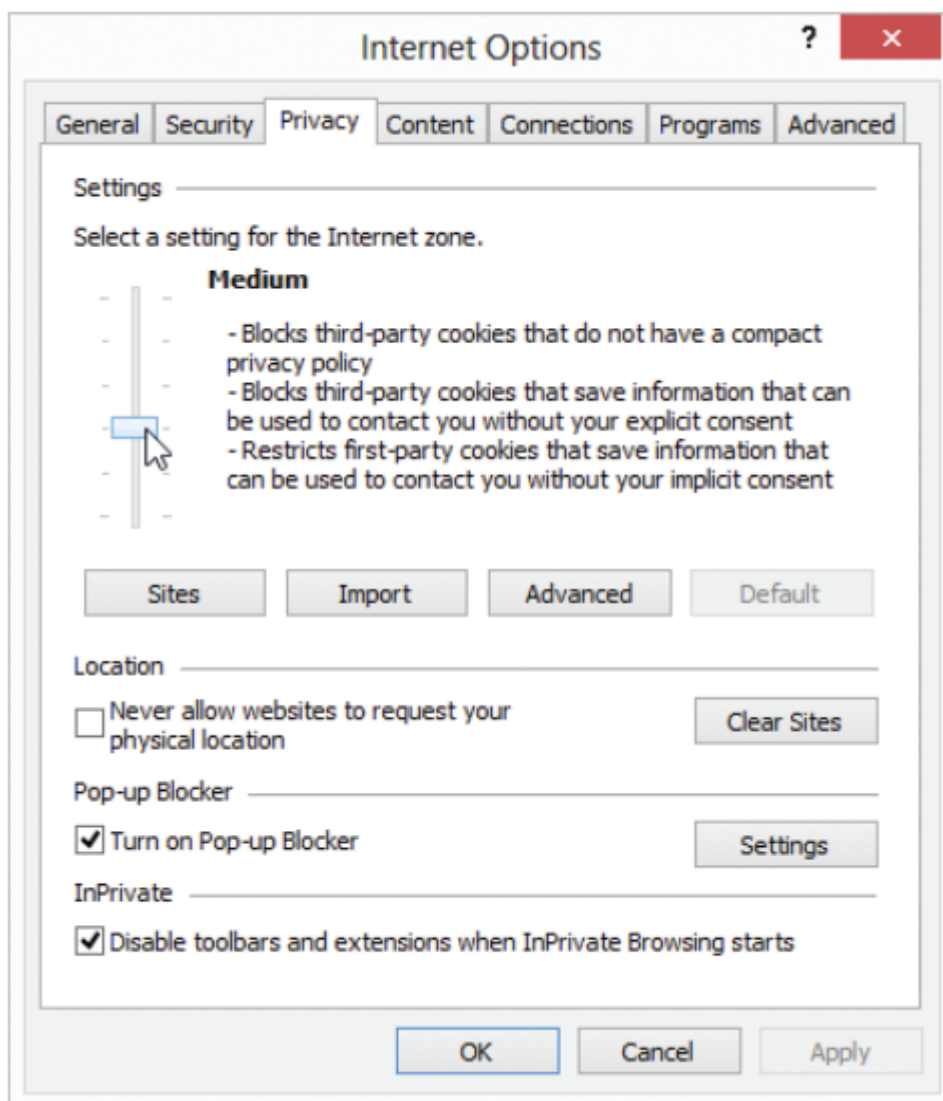 Internet Options
?
General Security Privacy Content Connections Programs Advanced
Settings
Select a setting for the Internet zone.
Medium
- Blocks third-party cookies that do not have a compact
privacy policy
- Blocks third-party cookies that save information that can
be used to contact you without your explicit consent
- Restricts first-party cookies that save information that
can be used to contact you without your implicit consent
Sites Import Advanced Default
Location
Never allow websites to request your
physical location
Clear Sites
Pop-up Blocker
Turn on Pop-up Blocker
Settings
InPrivate
Disable toolbars and extensions when InPrivate Browsing starts
OK Cancel Apply